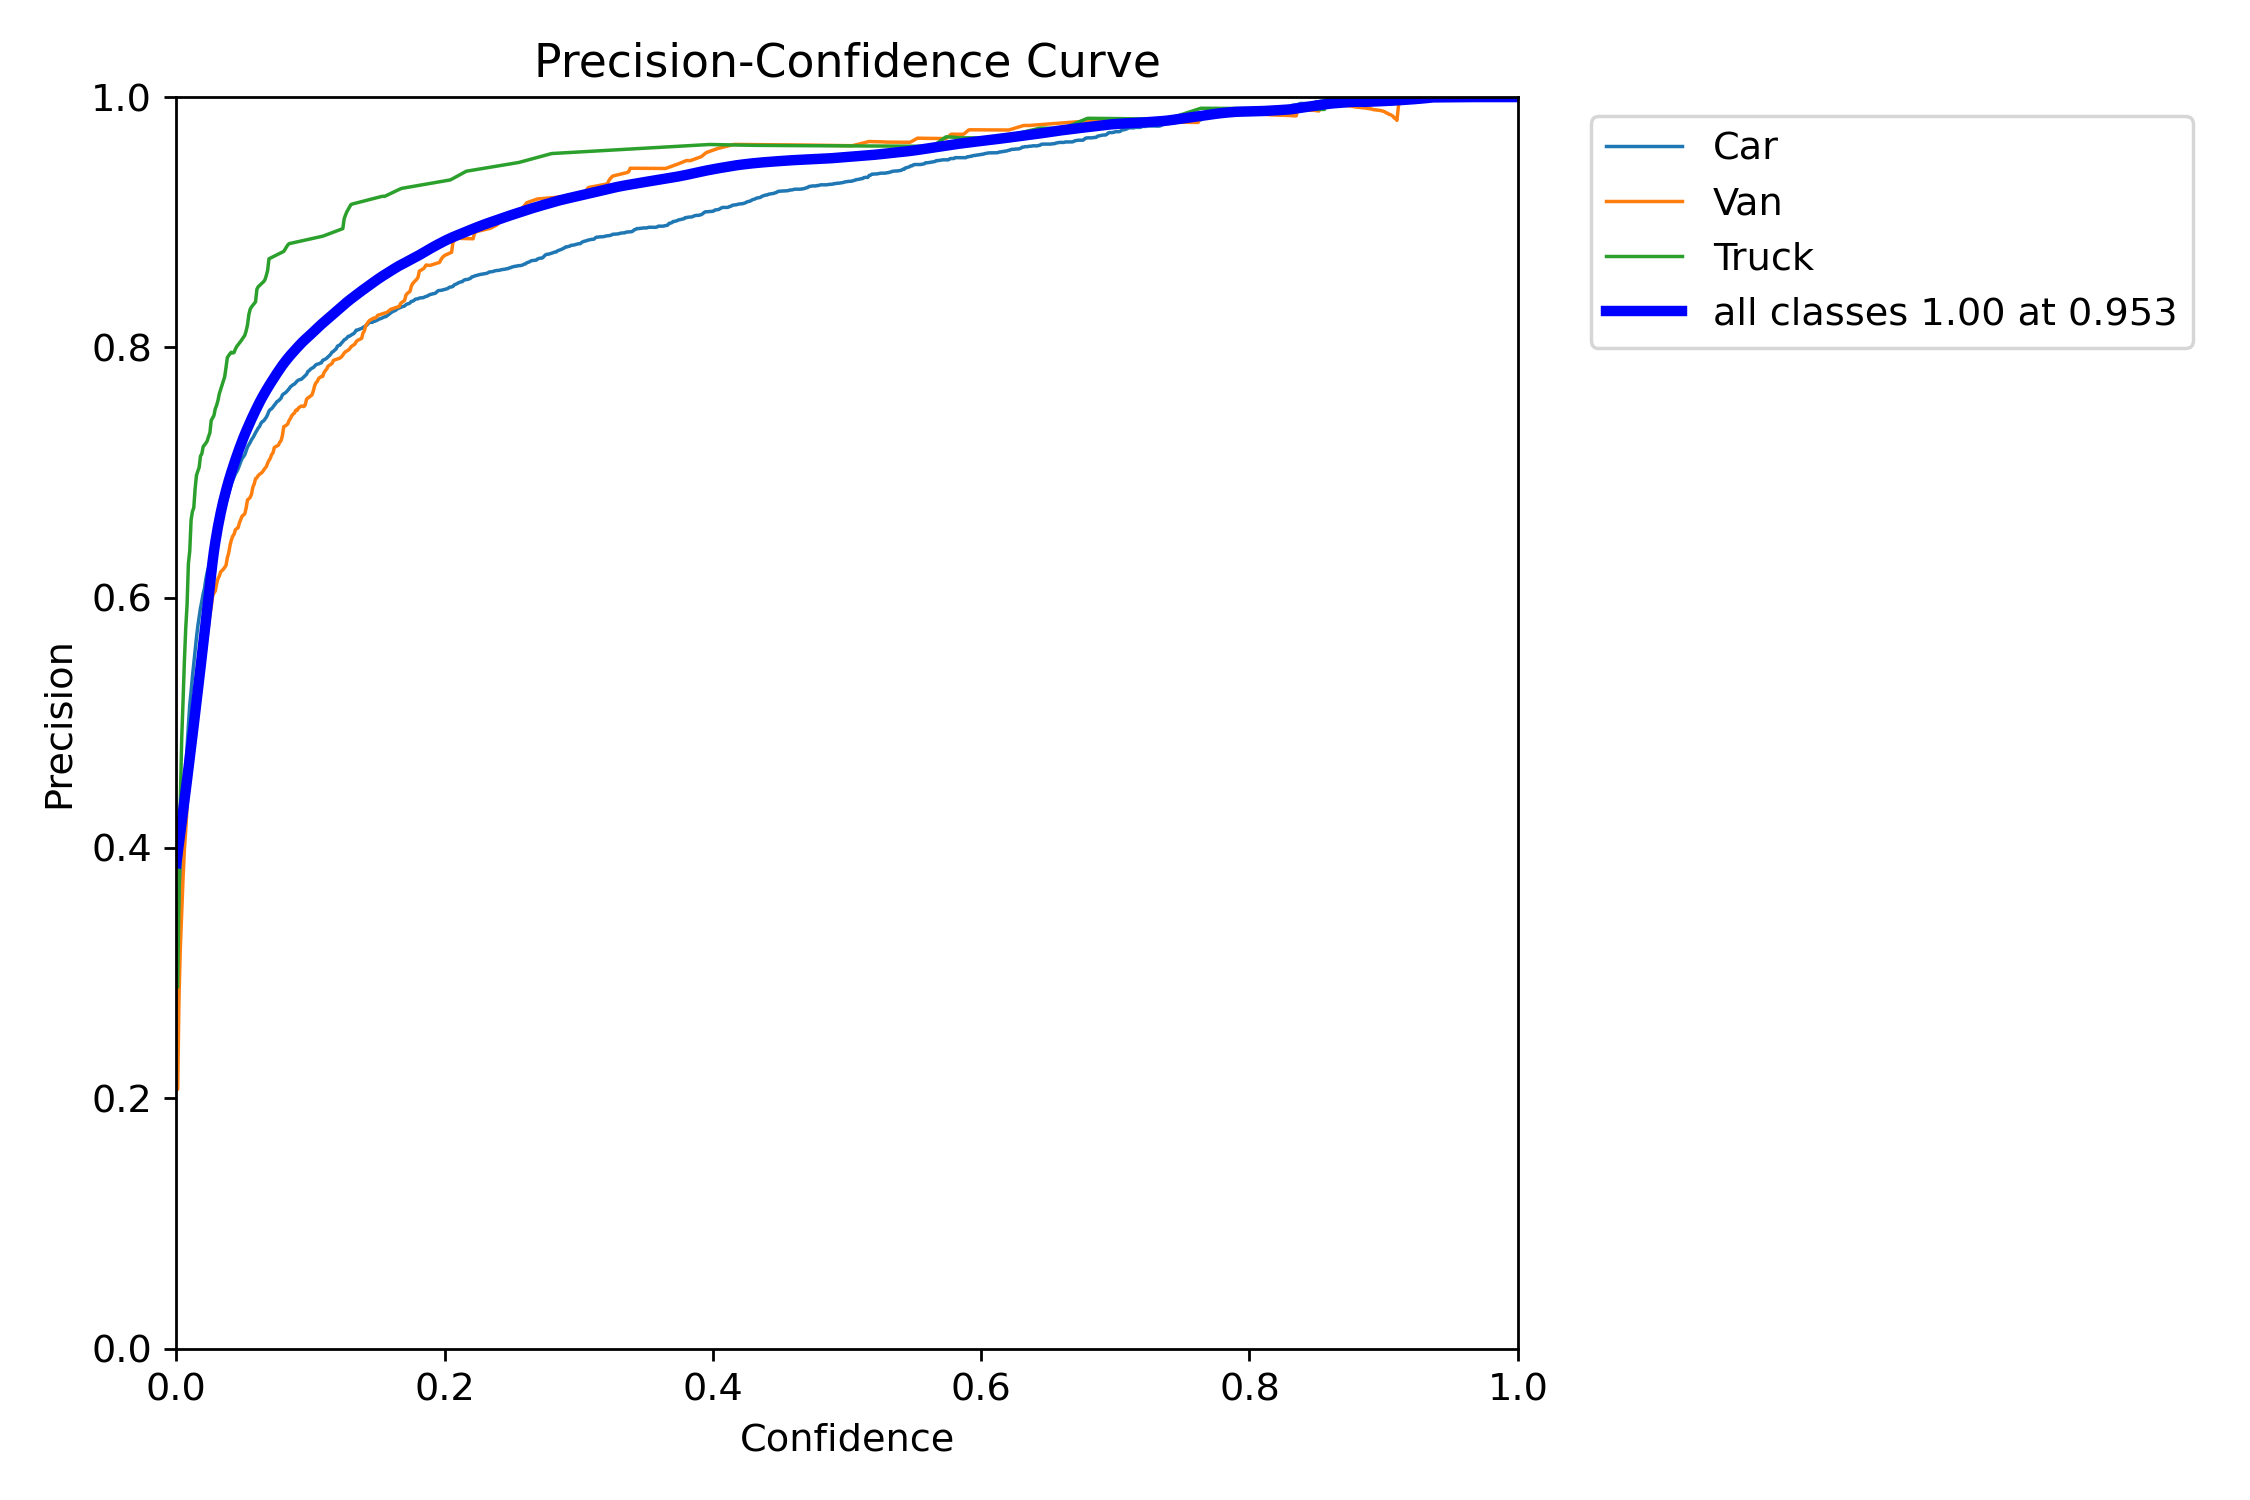 Precision-Confidence Curve
1.0
0.8
0.6
0.4
0.2
0.0
Precision
0.0 0.2 0.4 0.6 0.8 1.0
Confidence
Car
Van
Truck
all classes 1.00 at 0.953